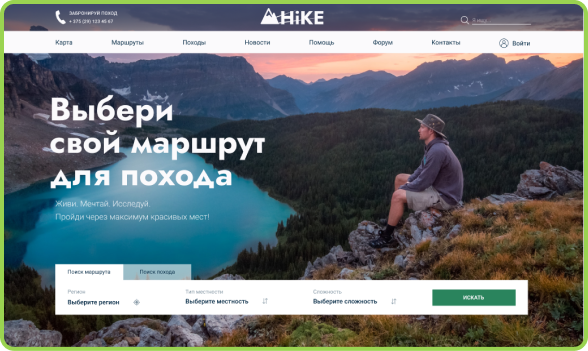 ЗАБРОНИРУЙ ПОХОД
+ 375 (29) 123 45 67
HiKE
Я ищу
Карта
Маршруты
Походы
Новости
Помощь
Форум
Контакты
Войти
Выбери
свой маршрут
для похода
Живи. Мечтай. Исследуй.
Пройди через максимум красивых мест!
Поиск маршрута
Поиск похода
Регион
Тип местности
Сложность
Выберите регион
Выберите местность
Выберите сложность
ИСКАТЬ